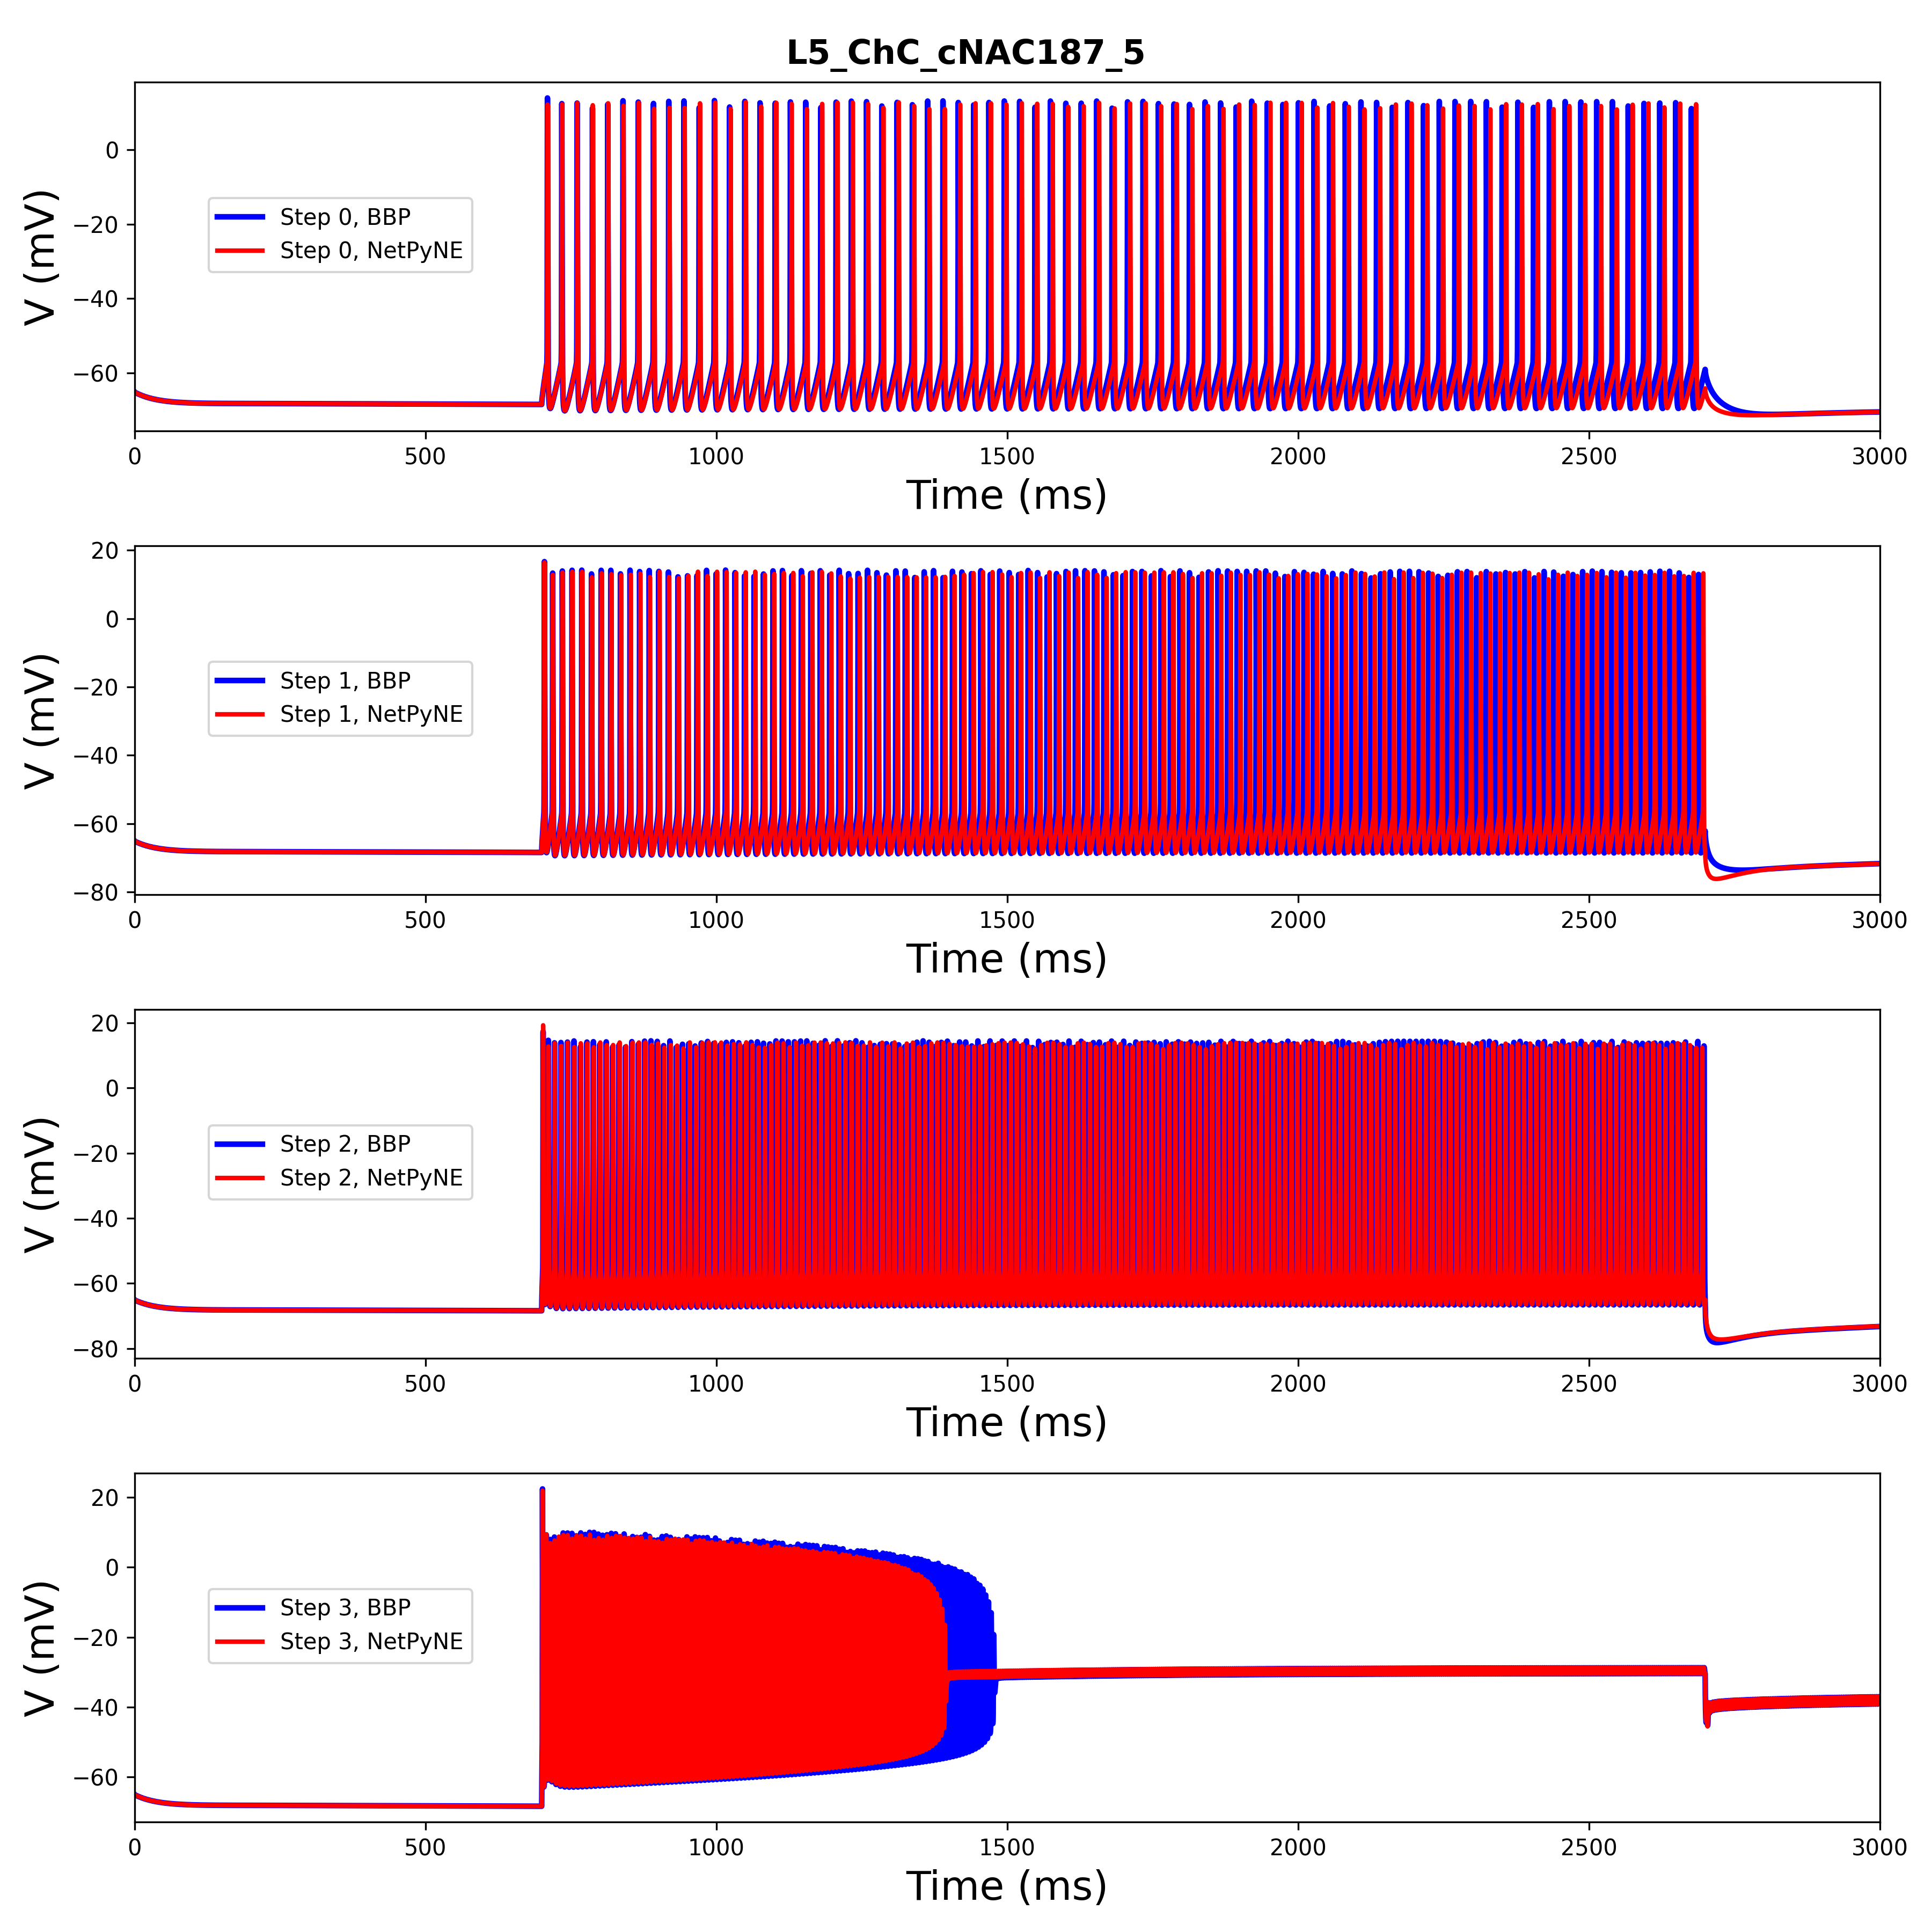 L5_ChC_cNAC187_5
V (mV)
0
−20
−40
−60
Step 0, BBP
Step 0, NetPyNE
0 500 1000 1500 2000 2500 3000
Time (ms)
V (mV)
20
0
−20
−40
−60
−80
Step 1, BBP
Step 1, NetPyNE
0 500 1000 1500 2000 2500 3000
Time (ms)
V (mV)
20
0
−20
−40
−60
−80
Step 2, BBP
Step 2, NetPyNE
0 500 1000 1500 2000 2500 3000
Time (ms)
V (mV)
20
0
−20
−40
−60
Step 3, BBP
Step 3, NetPyNE
0 500 1000 1500 2000 2500 3000
Time (ms)